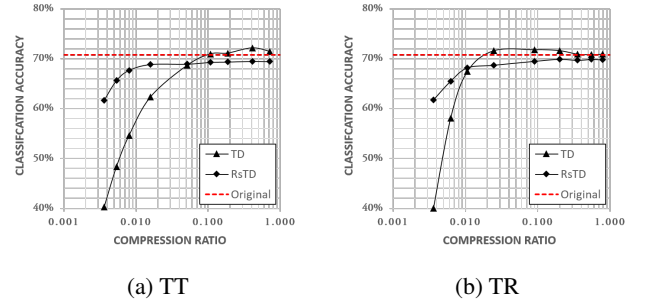 80%
70%
60%
50%
40%
CLASSIFCATION ACCURACY
TD
RsTD
Original
0.001 0.010 0.100 1.000
COMPRESSION RATIO
(a) TT
80%
70%
60%
50%
40%
CLASSIFCATION ACCURACY
TD
RsTD
Original
0.001 0.010 0.100 1.000
COMPRESSION RATIO
(b) TR